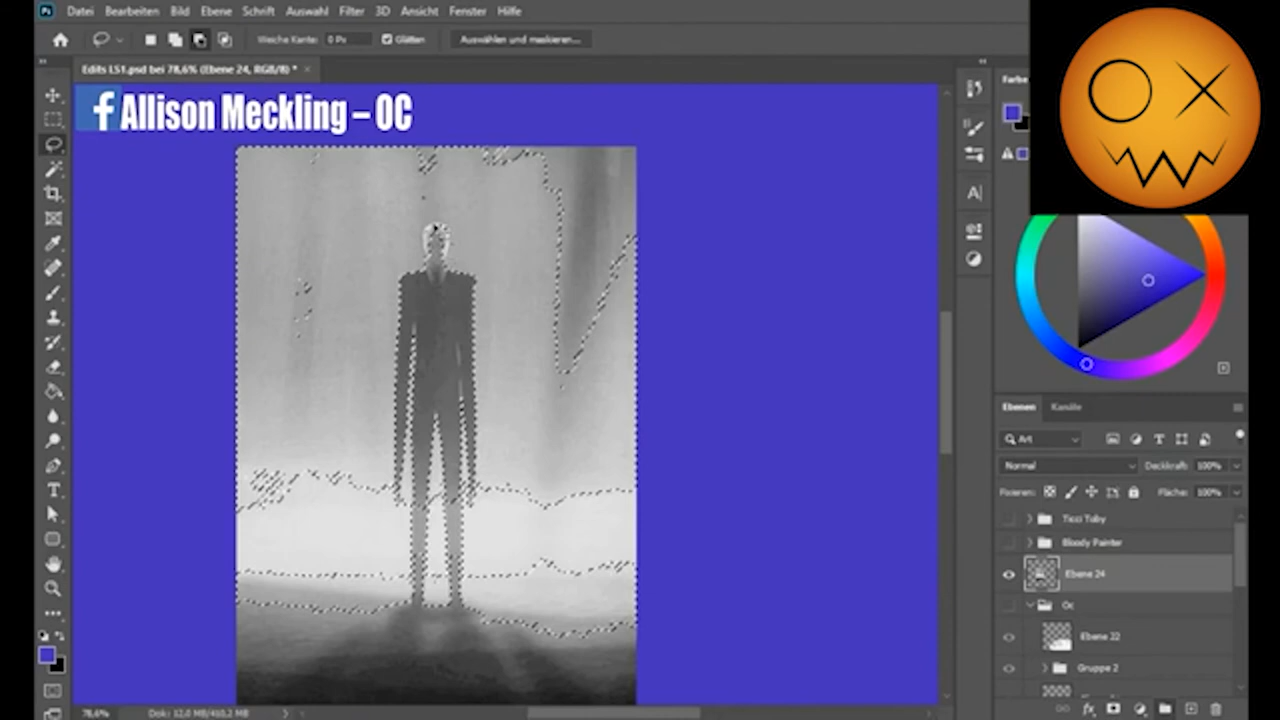 Datei Bearbeiten Bild Ebene Schrift Auswahl Filter 3D Ansicht Fenster Hilfe
Weiche Kante: 0 Px Glätten Auswählen und maskieren...
Edits LS1.psd bei 78,6% (Ebene 24, RGB/8) * ×
Farbe
f Allison Meckling – OC
Ebenen Kanäle
Art
Normal Deckkraft: 100%
Fixieren: Fläche: 100%
Ticci Toby
Bloody Painter
Ebene 24
Oc
Ebene 22
Gruppe 2
78,6% Dok: 12,0 MB/410,2 MB